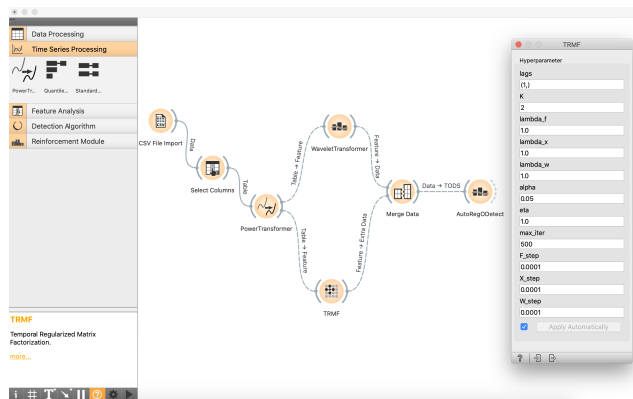 Data Processing
Time Series Processing
PowerTr...
Quantile...
Standard...
Feature Analysis
Detection Algorithm
Reinforcement Module
TRMF
Temporal Regularized Matrix
Factorization.
more...
CSV File Import
Data
Select Columns
Table
PowerTransformer
Table → Feature
WaveletTransformer
Feature → Data
Table → Feature
TRMF
Feature → Extra Data
Merge Data
Data → TODS
AutoRegODetect
TRMF
Hyperparameter
lags
(1,)
K
2
lambda_f
1.0
lambda_x
1.0
lambda_w
1.0
alpha
0.05
eta
1.0
max_iter
500
F_step
0.0001
X_step
0.0001
W_step
0.0001
Apply Automatically